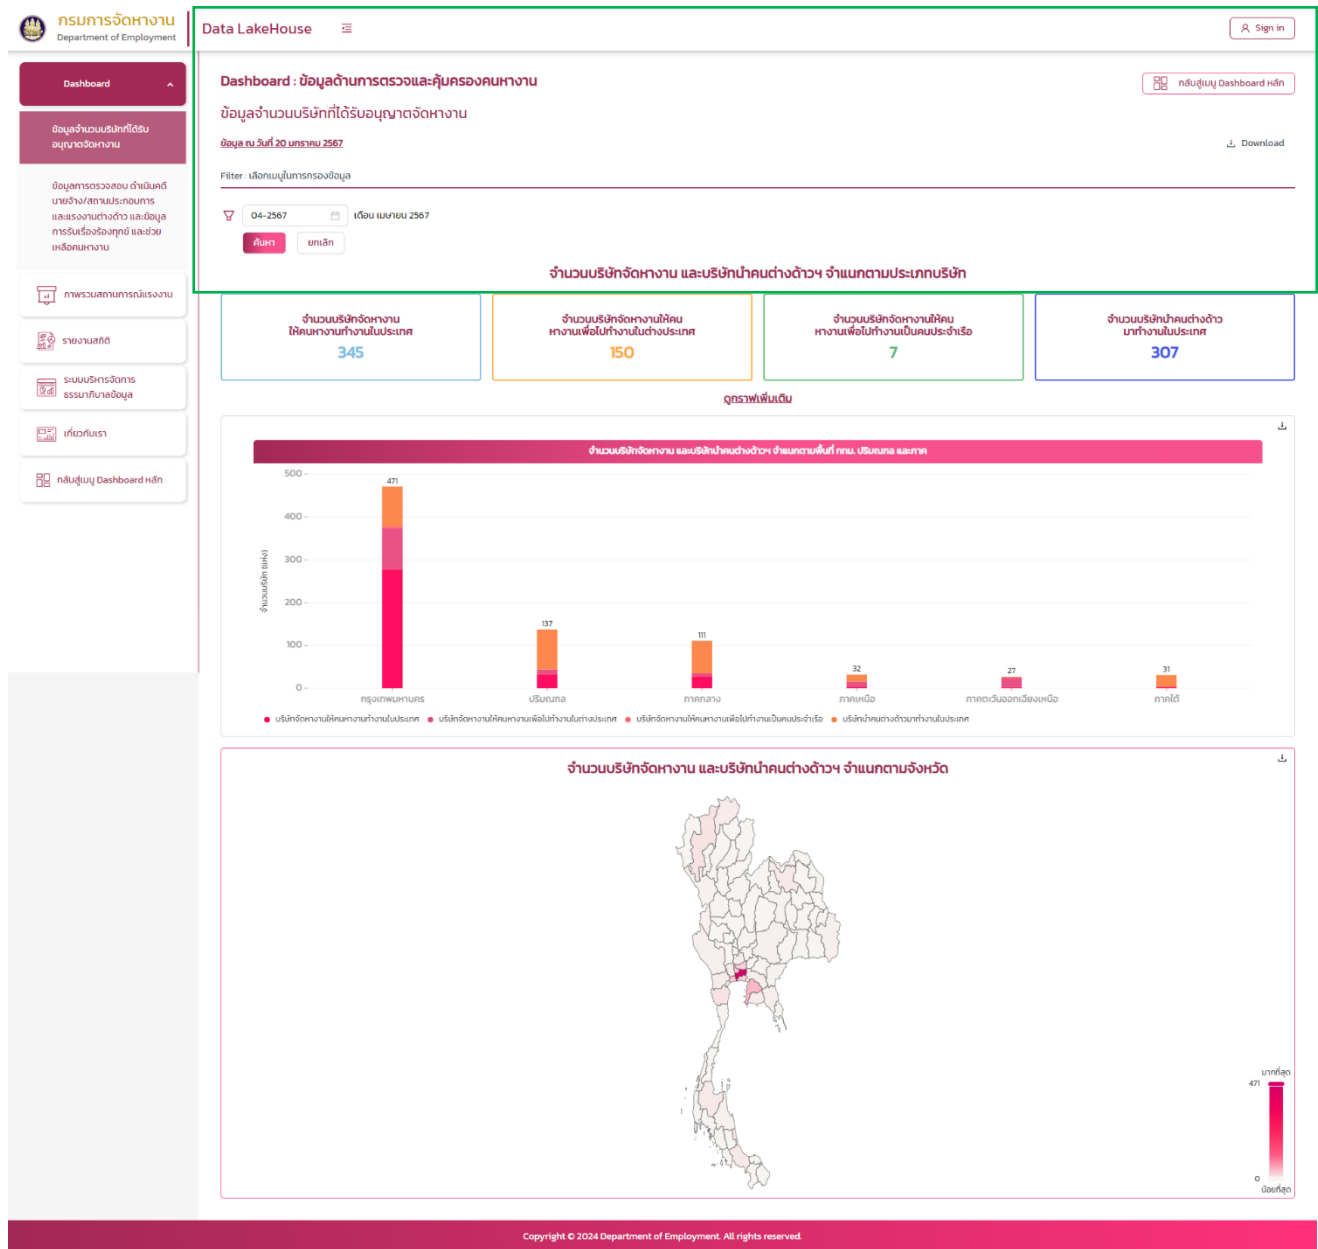 กรมการจัดหางาน
Department of Employment
Data LakeHouse
Sign in
Dashboard
ข้อมูลจำนวนบริษัทที่ได้รับ
อนุญาตจัดหางาน
ข้อมูลการตรวจสอบ ดำเนินคดี
นายจ้าง/สถานประกอบการ
และแรงงานต่างด้าว และข้อมูล
การรับเรื่องร้องทุกข์ และช่วย
เหลือคนหางาน
ภาพรวมสถานการณ์แรงงาน
รายงานสถิติ
ระบบบริหารจัดการ
ธรรมาภิบาลข้อมูล
เกี่ยวกับเรา
กลับสู่เมนู Dashboard หลัก
Dashboard : ข้อมูลด้านการตรวจและคุ้มครองคนหางาน
กลับสู่เมนู Dashboard หลัก
ข้อมูลจำนวนบริษัทที่ได้รับอนุญาตจัดหางาน
ข้อมูล ณ วันที่ 20 มกราคม 2567
Download
Filter : เลือกเมนูในการกรองข้อมูล
04-2567 เดือน เมษายน 2567
ค้นหา ยกเลิก
จำนวนบริษัทจัดหางาน และบริษัทนำคนต่างด้าวฯ จำแนกตามประเภทบริษัท
จำนวนบริษัทจัดหางาน
ให้คนหางานทำงานในประเทศ
345
จำนวนบริษัทจัดหางานให้คน
หางานเพื่อไปทำงานในต่างประเทศ
150
จำนวนบริษัทจัดหางานให้คน
หางานเพื่อไปทำงานเป็นคนประจำเรือ
7
จำนวนบริษัทนำคนต่างด้าว
มาทำงานในประเทศ
307
ดูกราฟเพิ่มเติม
จำนวนบริษัทจัดหางาน และบริษัทนำคนต่างด้าวฯ จำแนกตามพื้นที่ กทม. ปริมณฑล และภาค
จำนวนบริษัท (แห่ง)
500
400
300
200
100
0
471
137
111
32
27
31
กรุงเทพมหานคร ปริมณฑล ภาคกลาง ภาคเหนือ ภาคตะวันออกเฉียงเหนือ ภาคใต้
บริษัทจัดหางานให้คนหางานทำงานในประเทศ บริษัทจัดหางานให้คนหางานเพื่อไปทำงานในต่างประเทศ บริษัทจัดหางานให้คนหางานเพื่อไปทำงานเป็นคนประจำเรือ บริษัทนำคนต่างด้าวมาทำงานในประเทศ
จำนวนบริษัทจัดหางาน และบริษัทนำคนต่างด้าวฯ จำแนกตามจังหวัด
มากที่สุด
471
0
น้อยที่สุด
Copyright © 2024 Department of Employment. All rights reserved.